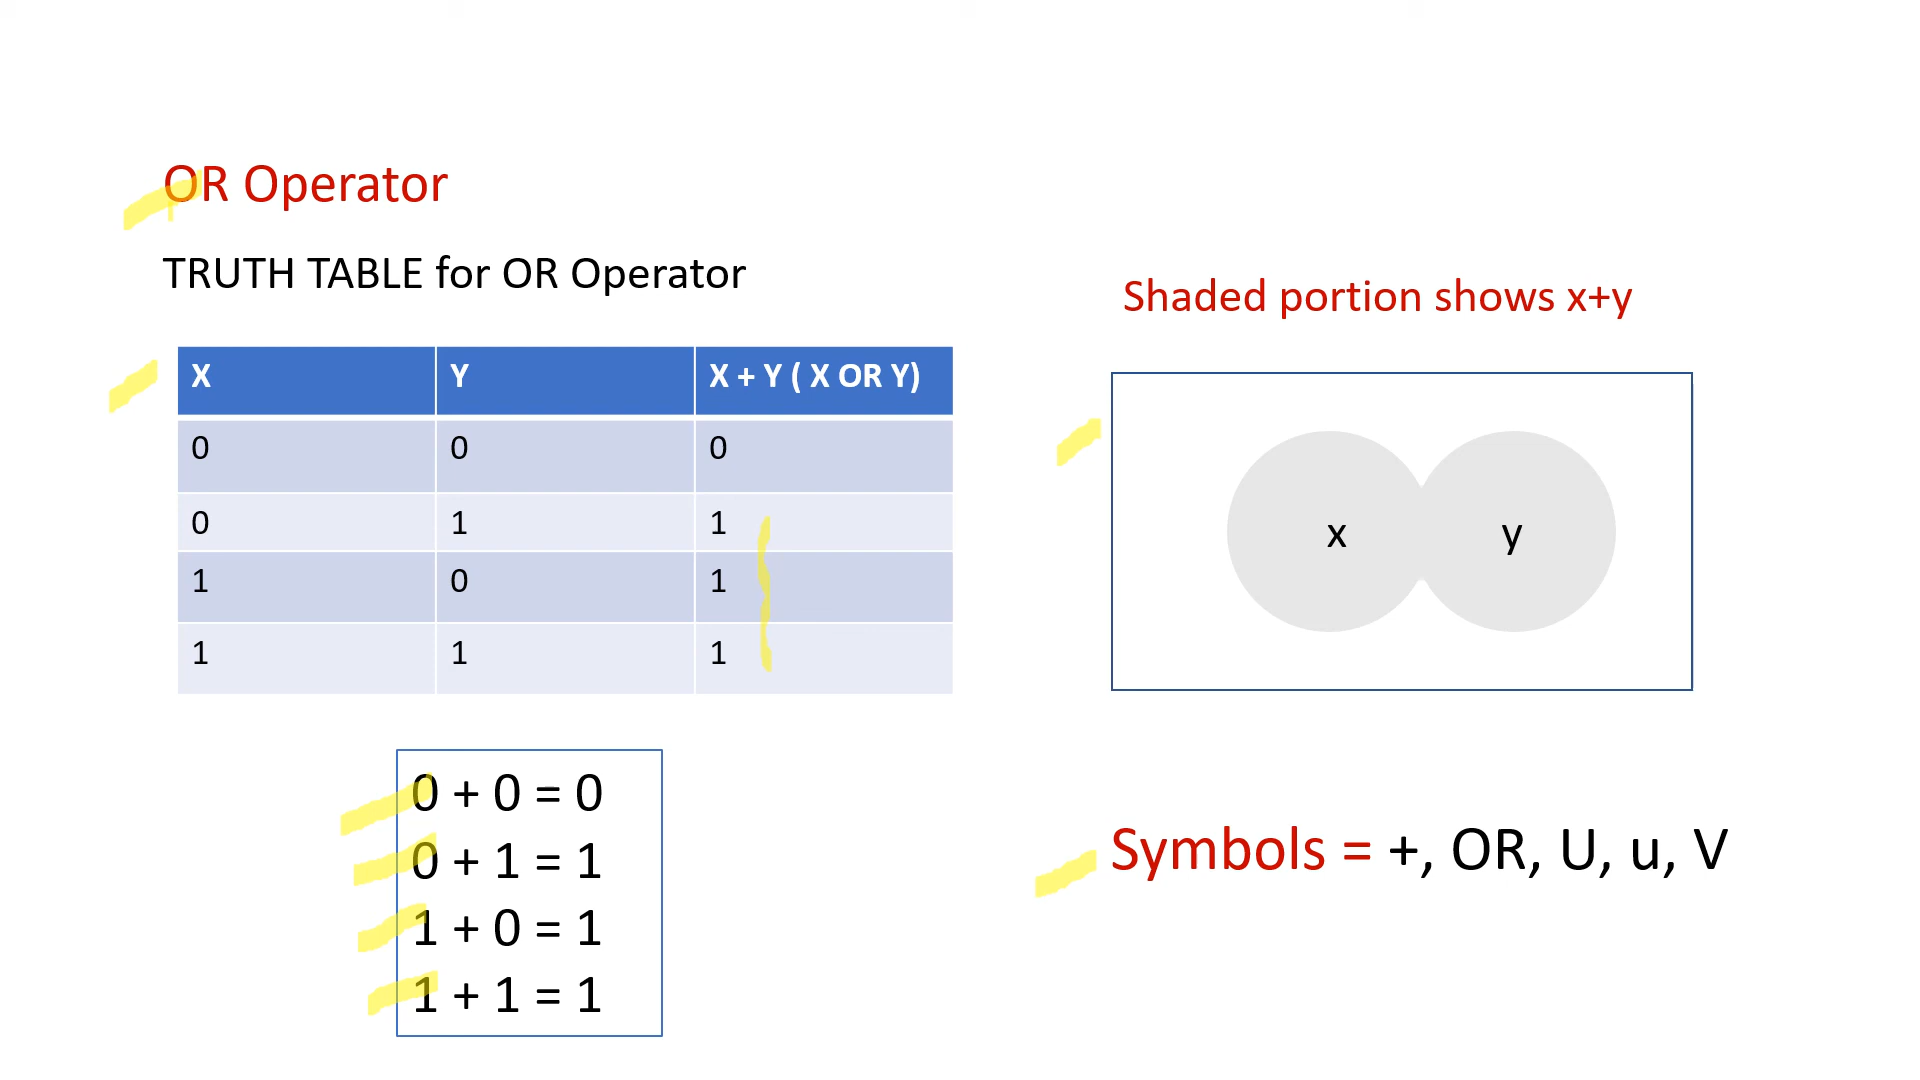 OR Operator
TRUTH TABLE for OR Operator
X Y X + Y ( X OR Y)
0 0 0
0 1 1
1 0 1
1 1 1
0 + 0 = 0
0 + 1 = 1
1 + 0 = 1
1 + 1 = 1
Shaded portion shows x+y
x y
Symbols = +, OR, U, u, V